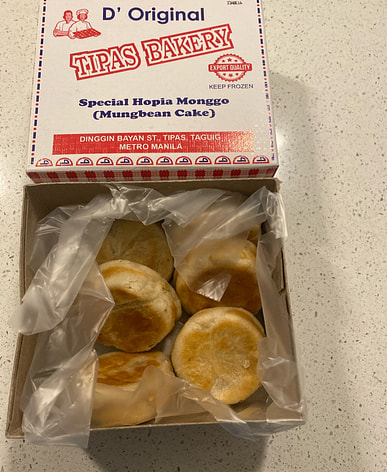 D' Original
TIPAS BAKERY
EXPORT QUALITY
KEEP FROZEN
Special Hopia Monggo
(Mungbean Cake)
DINGGIN BAYAN ST., TIPAS, TAGUIG
METRO MANILA